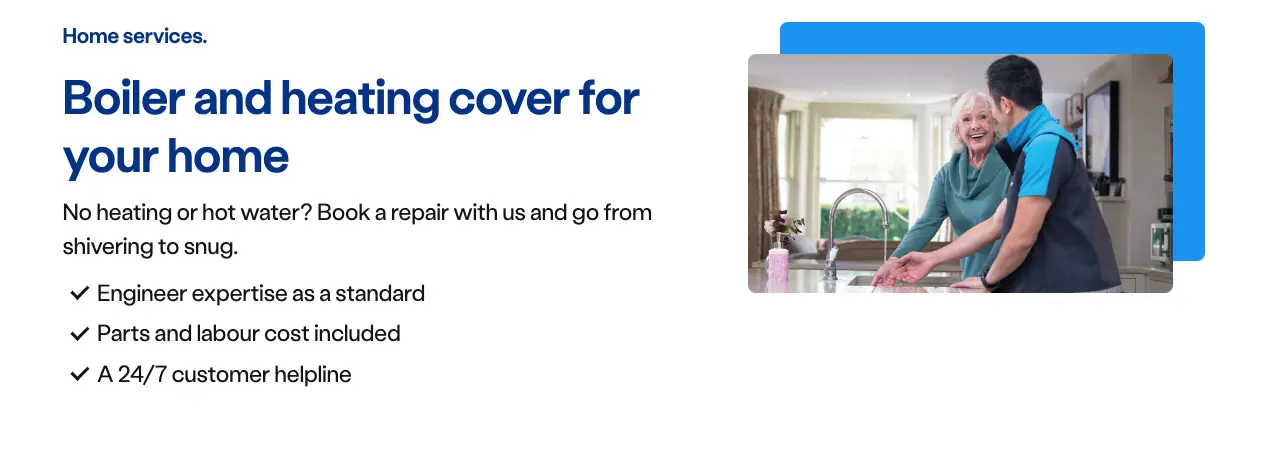 Home services.
Boiler and heating cover for
your home
No heating or hot water? Book a repair with us and go from
shivering to snug.
Engineer expertise as a standard
Parts and labour cost included
A 24/7 customer helpline